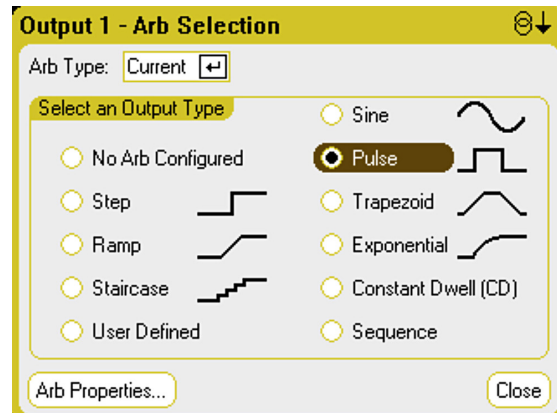 Output 1 - Arb Selection
Arb Type: Current
Select an Output Type
No Arb Configured
Step
Ramp
Staircase
User Defined
Sine
Pulse
Trapezoid
Exponential
Constant Dwell (CD)
Sequence
Arb Properties...
Close